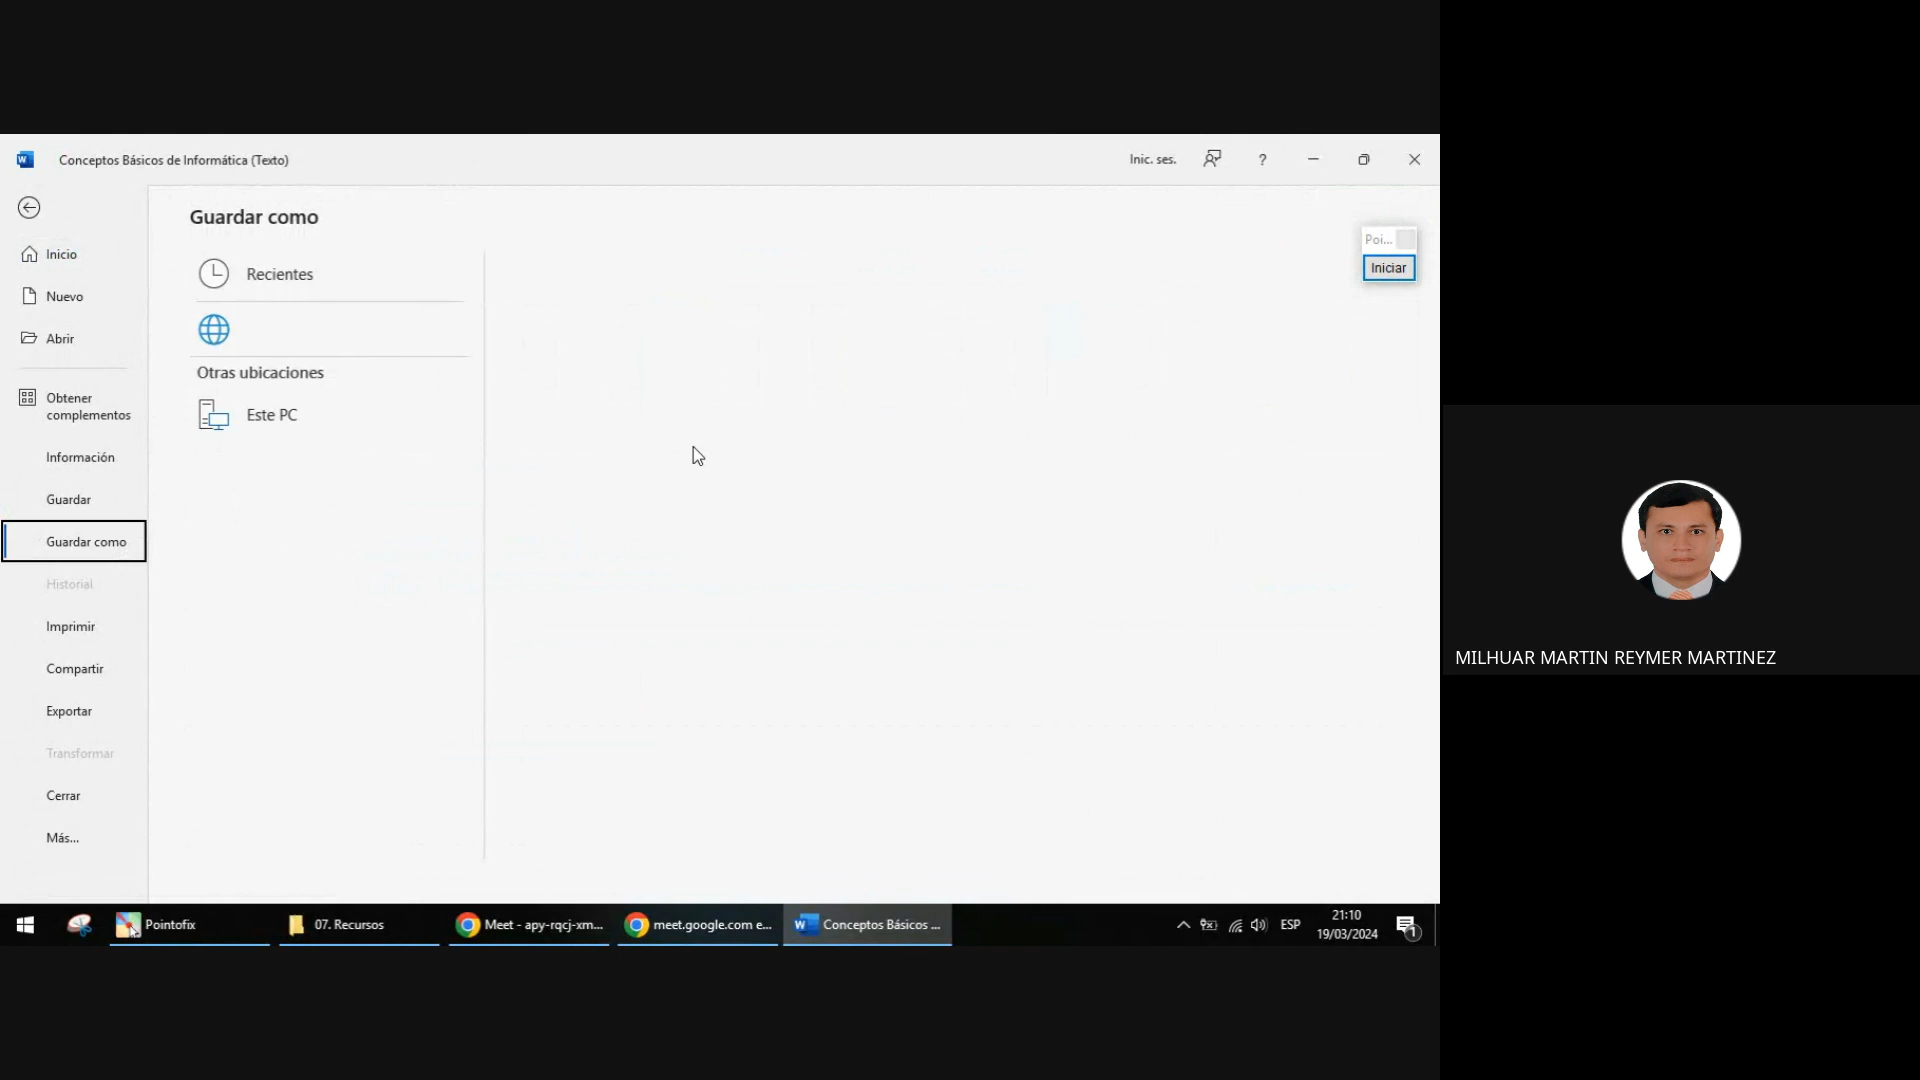 Conceptos Básicos de Informática (Texto)
Inic. ses.
?
Guardar como
Poi...
Iniciar
Inicio
Nuevo
Abrir
Obtener
complementos
Información
Guardar
Guardar como
Historial
Imprimir
Compartir
Exportar
Transformar
Cerrar
Más...
Recientes
Otras ubicaciones
Este PC
MILHUAR MARTIN REYMER MARTINEZ
Pointofix
07. Recursos
Meet - apy-rqcj-xm...
meet.google.com e...
Conceptos Básicos ...
ESP
21:10
19/03/2024
1